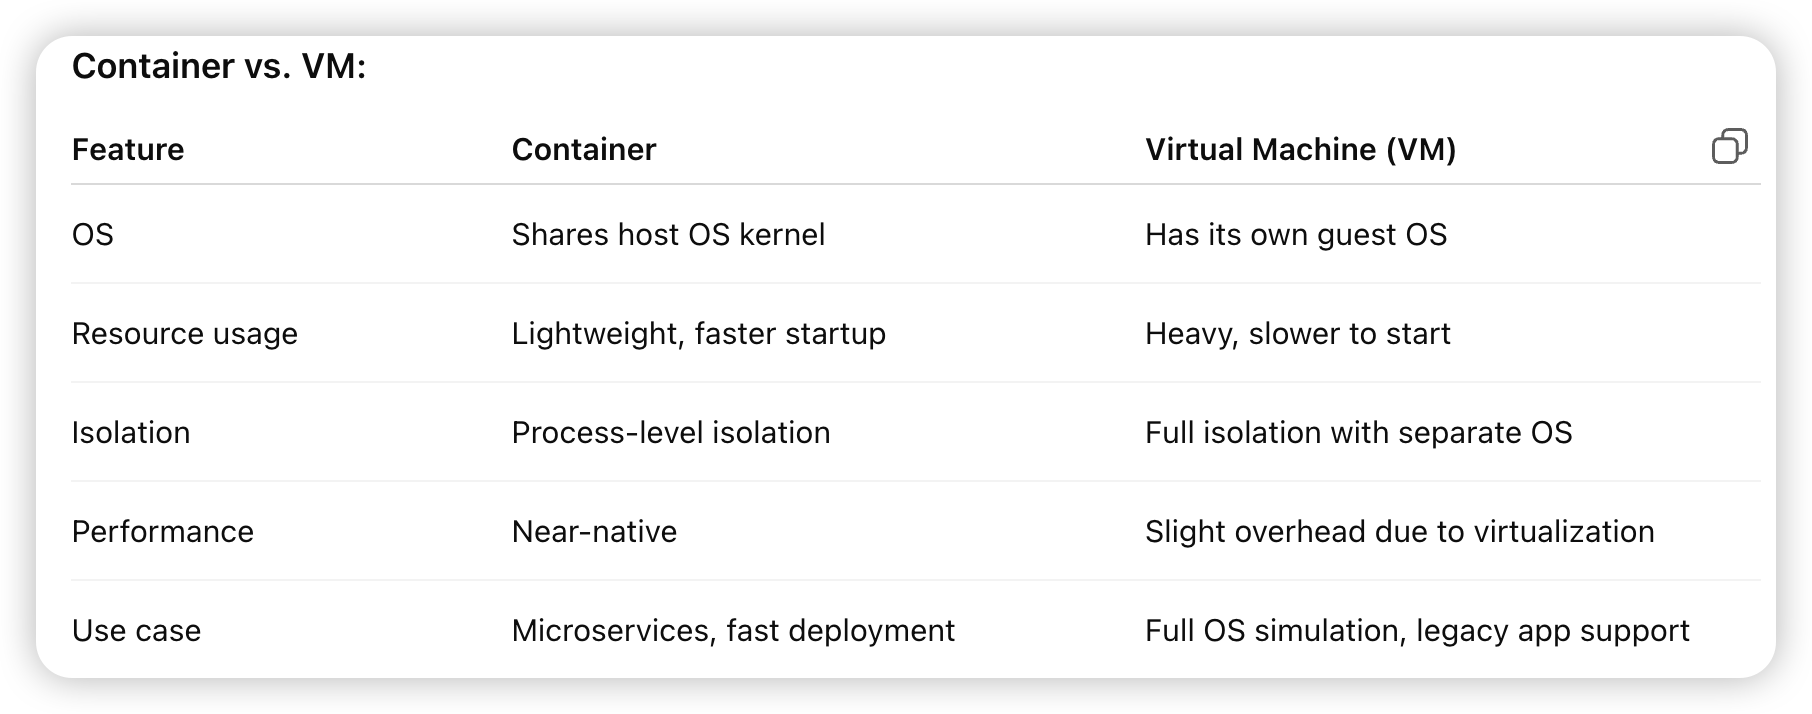 Container vs. VM:
Feature Container Virtual Machine (VM)
OS Shares host OS kernel Has its own guest OS
Resource usage Lightweight, faster startup Heavy, slower to start
Isolation Process-level isolation Full isolation with separate OS
Performance Near-native Slight overhead due to virtualization
Use case Microservices, fast deployment Full OS simulation, legacy app support